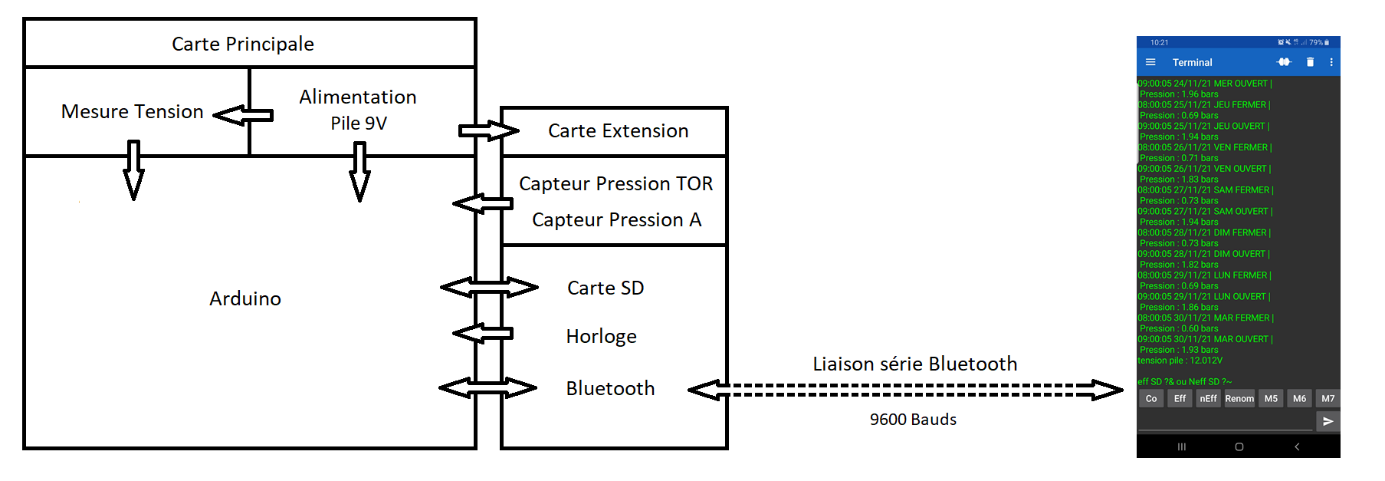 Carte Principale
Mesure Tension
Alimentation
Pile 9V
Arduino
Carte Extension
Capteur Pression TOR
Capteur Pression A
Carte SD
Horloge
Bluetooth
Liaison série Bluetooth
9600 Bauds
10:21
79%
Terminal
09:00:05 24/11/21 MER OUVERT |
Pression : 1.96 bars
08:00:05 25/11/21 JEU FERMER |
Pression : 0.69 bars
09:00:05 25/11/21 JEU OUVERT |
Pression : 1.94 bars
08:00:05 26/11/21 VEN FERMER |
Pression : 0.71 bars
09:00:05 26/11/21 VEN OUVERT |
Pression : 1.83 bars
08:00:05 27/11/21 SAM FERMER |
Pression : 0.73 bars
09:00:05 27/11/21 SAM OUVERT |
Pression : 1.94 bars
08:00:05 28/11/21 DIM FERMER |
Pression : 0.73 bars
09:00:05 28/11/21 DIM OUVERT |
Pression : 1.82 bars
08:00:05 29/11/21 LUN FERMER |
Pression : 0.69 bars
09:00:05 29/11/21 LUN OUVERT |
Pression : 1.86 bars
08:00:05 30/11/21 MAR FERMER |
Pression : 0.60 bars
09:00:05 30/11/21 MAR OUVERT |
Pression : 1.93 bars
tension pile : 12.012V
eff SD ?& ou Neff SD ?~
Co Eff nEff Renom M5 M6 M7